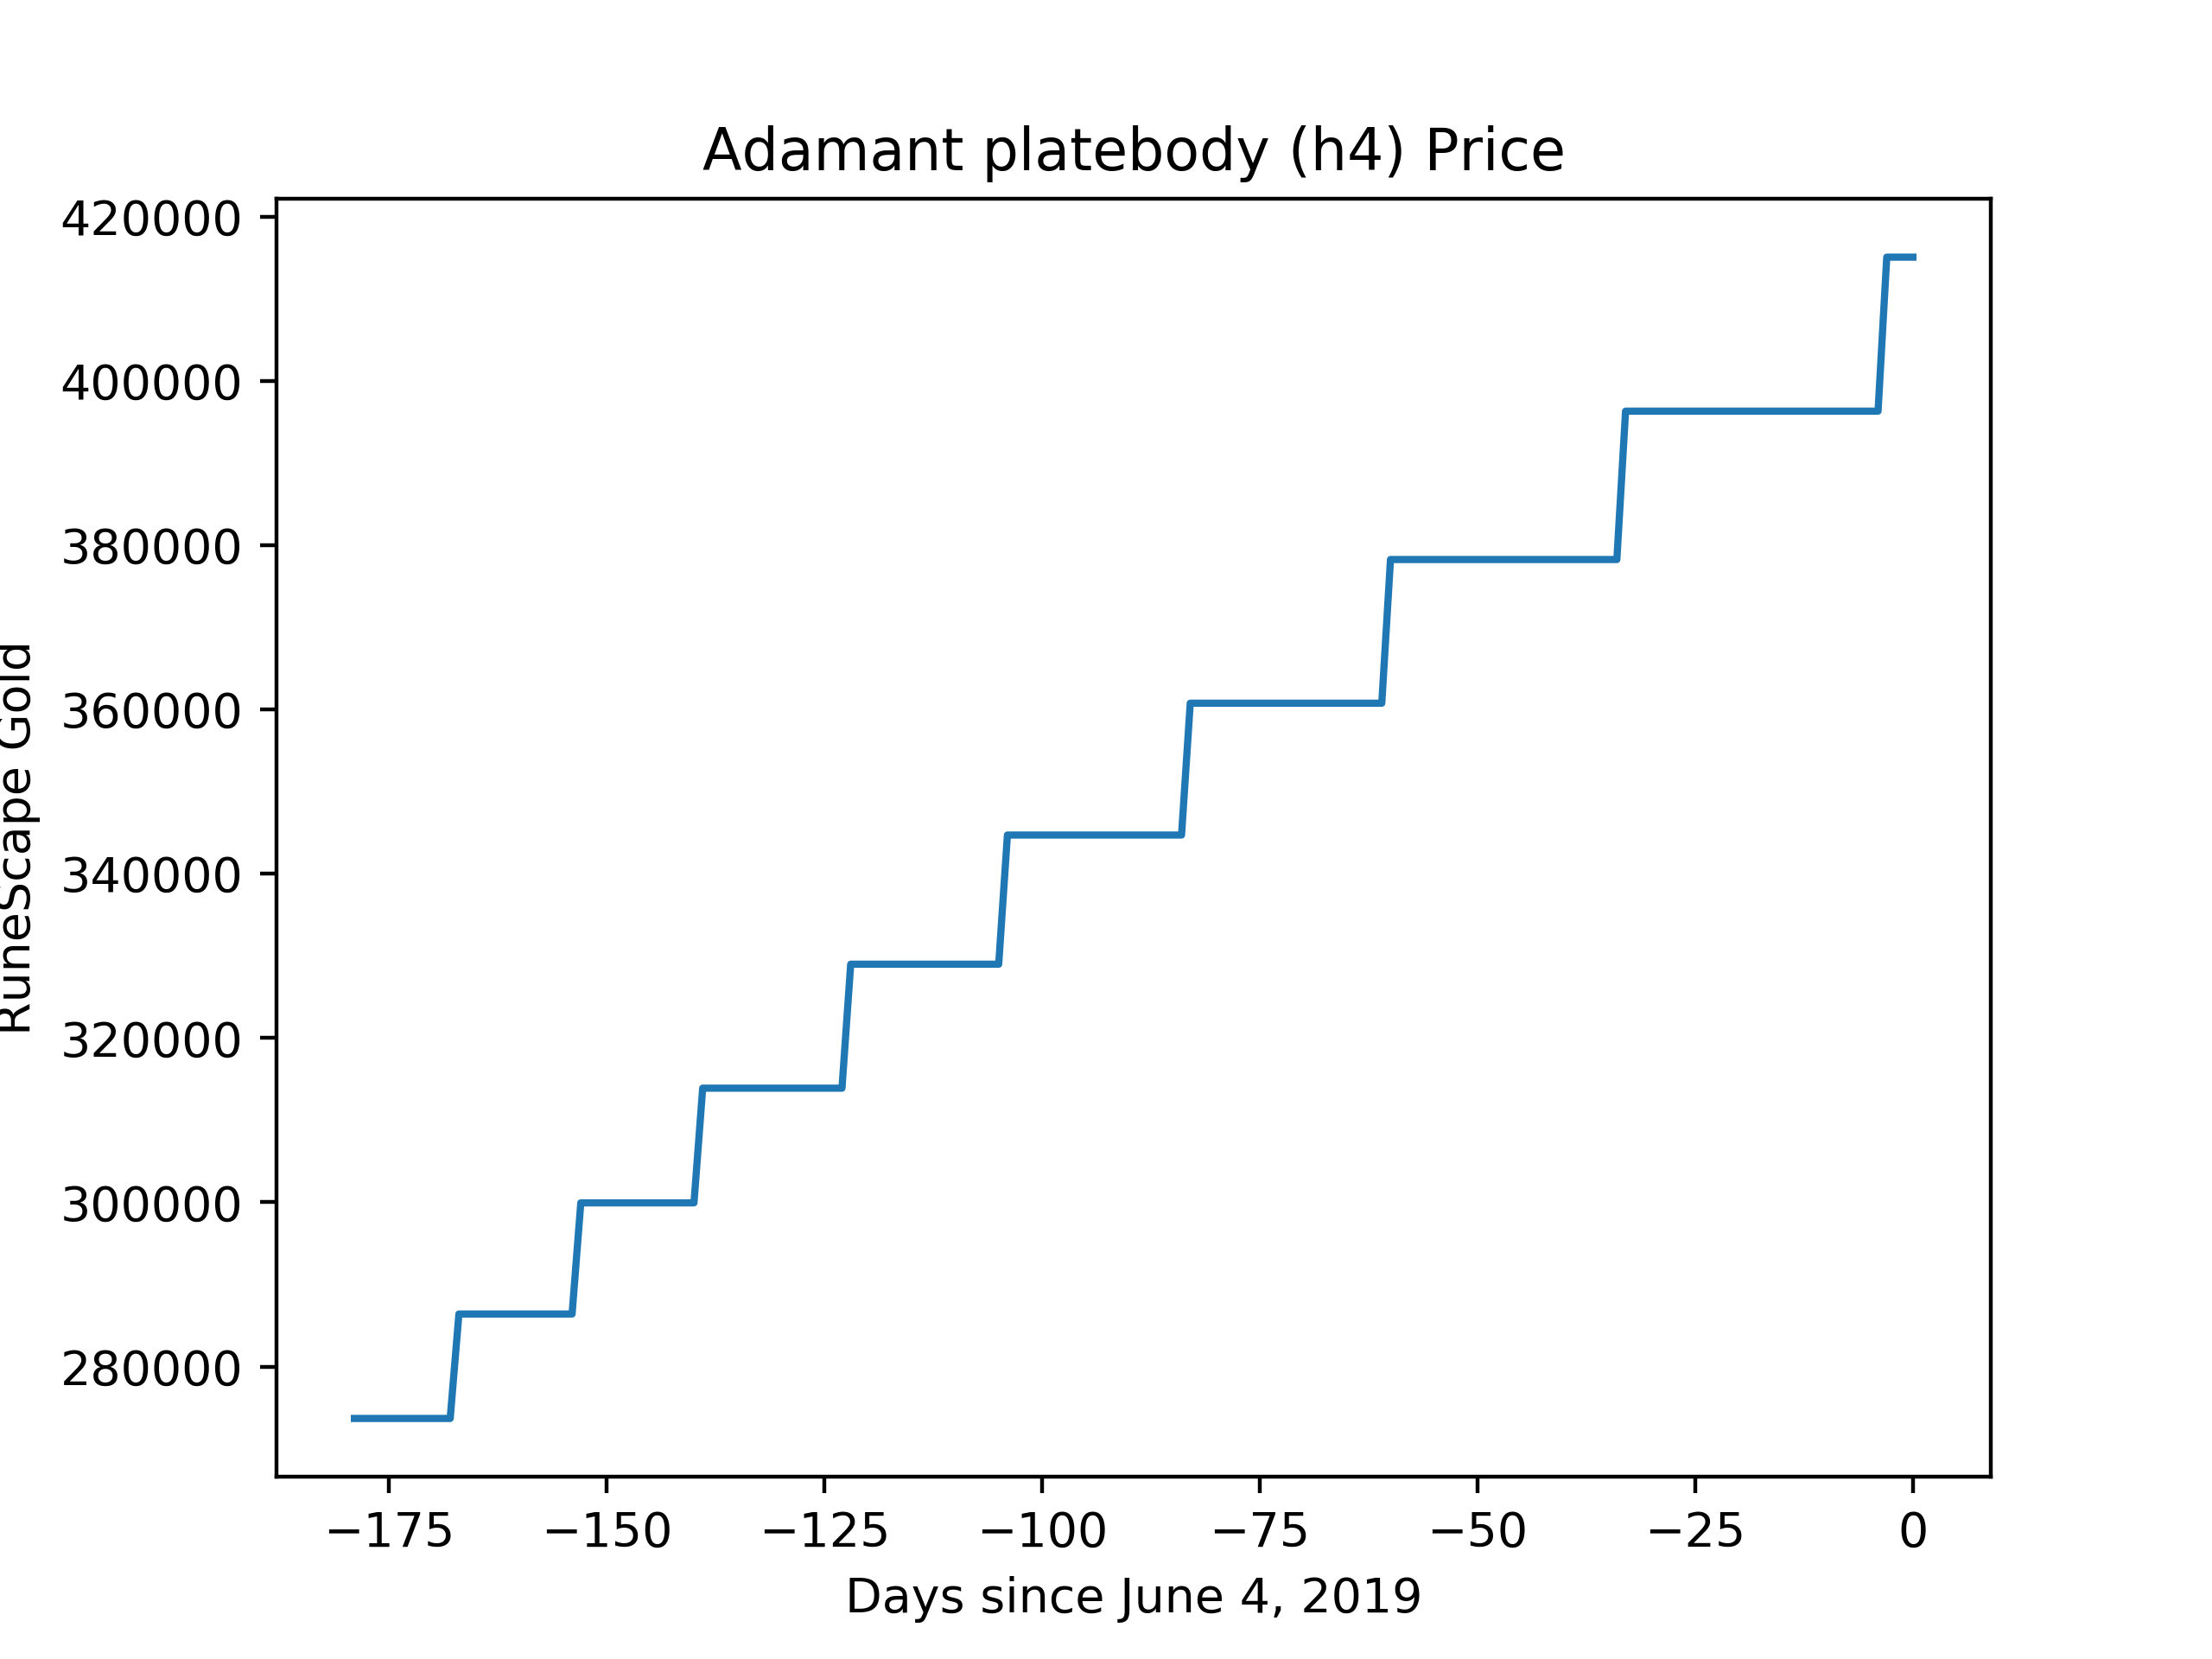 Adamant platebody (h4) Price
420000
400000
380000
360000
340000
320000
300000
280000
RuneScape Gold
−175 −150 −125 −100 −75 −50 −25 0
Days since June 4, 2019